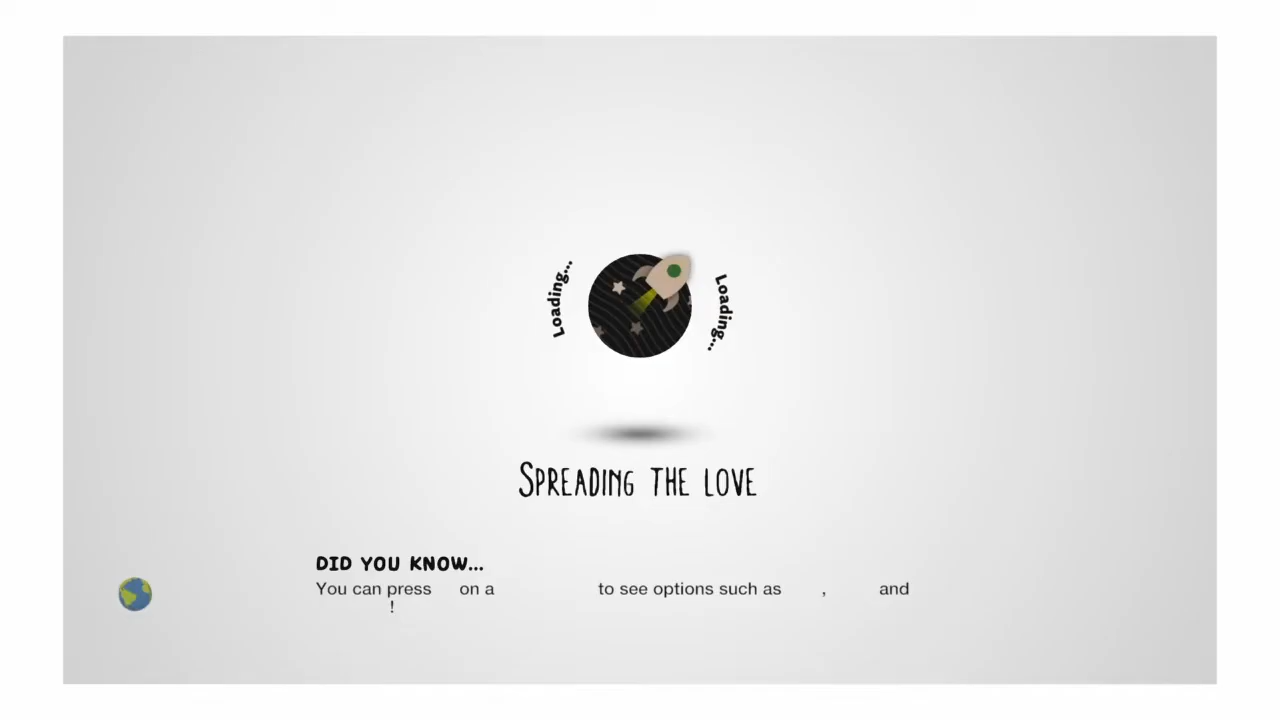 Loading...
Loading...
Spreading the love
DID YOU KNOW...
You can press on a to see options such as , and
!